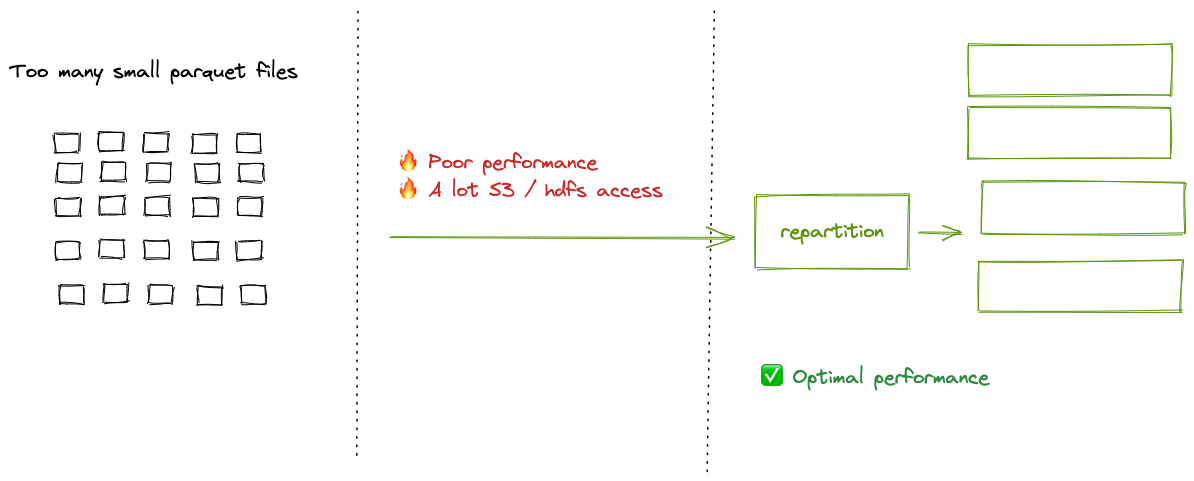 Too many small parquet files
🔥 Poor performance
🔥 A lot S3 / hdfs access
repartition
✅ Optimal performance